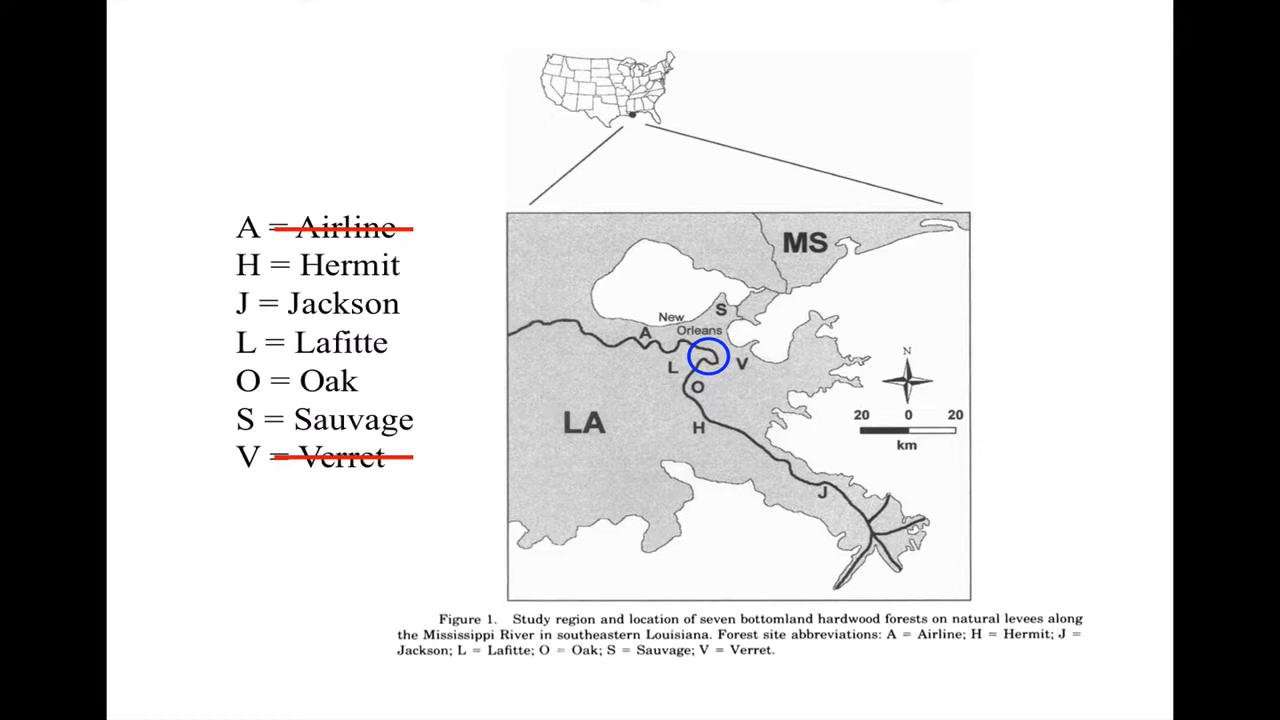 A = Airline
H = Hermit
J = Jackson
L = Lafitte
O = Oak
S = Sauvage
V = Verret
MS
S
New
Orleans
A
V
L
O
N
LA
H
20 0 20
km
J
Figure 1. Study region and location of seven bottomland hardwood forests on natural levees along
the Mississippi River in southeastern Louisiana. Forest site abbreviations: A = Airline; H = Hermit; J =
Jackson; L = Lafitte; O = Oak; S = Sauvage; V = Verret.